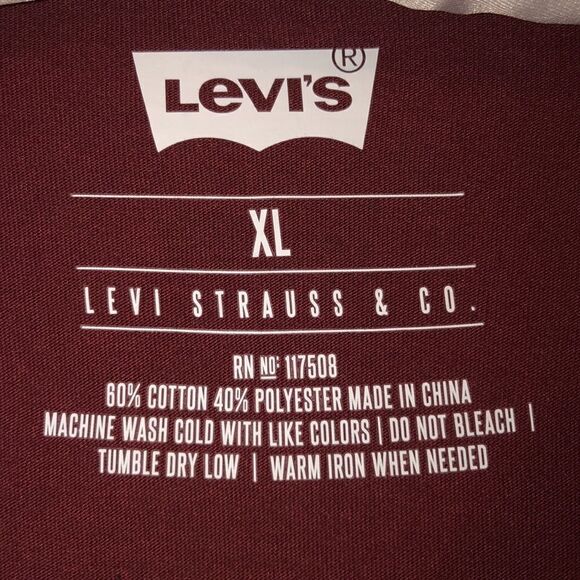 Levi's®
XL
LEVI STRAUSS & CO.
RN NO: 117508
60% COTTON 40% POLYESTER MADE IN CHINA
MACHINE WASH COLD WITH LIKE COLORS | DO NOT BLEACH |
TUMBLE DRY LOW | WARM IRON WHEN NEEDED